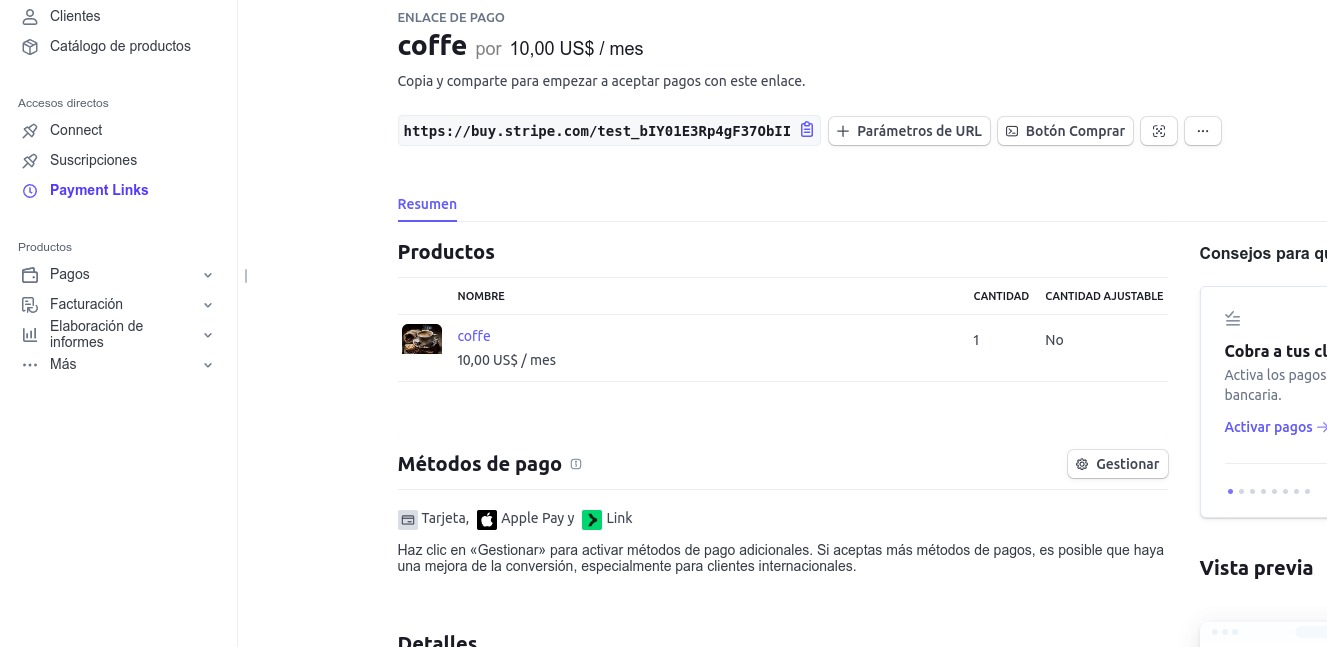 Clientes
Catálogo de productos
Accesos directos
Connect
Suscripciones
Payment Links
Productos
Pagos
Facturación
Elaboración de
informes
Más
ENLACE DE PAGO
coffe por 10,00 US$ / mes
Copia y comparte para empezar a aceptar pagos con este enlace.
https://buy.stripe.com/test_bIY01E3Rp4gF37ObII
Parámetros de URL
Botón Comprar
Resumen
Productos
NOMBRE CANTIDAD CANTIDAD AJUSTABLE
coffe 1 No
10,00 US$ / mes
Métodos de pago
Gestionar
Tarjeta, Apple Pay y Link
Haz clic en «Gestionar» para activar métodos de pago adicionales. Si aceptas más métodos de pagos, es posible que haya
una mejora de la conversión, especialmente para clientes internacionales.
Detalles
Consejos para qu
Cobra a tus cl
Activa los pagos
bancaria.
Activar pagos
Vista previa